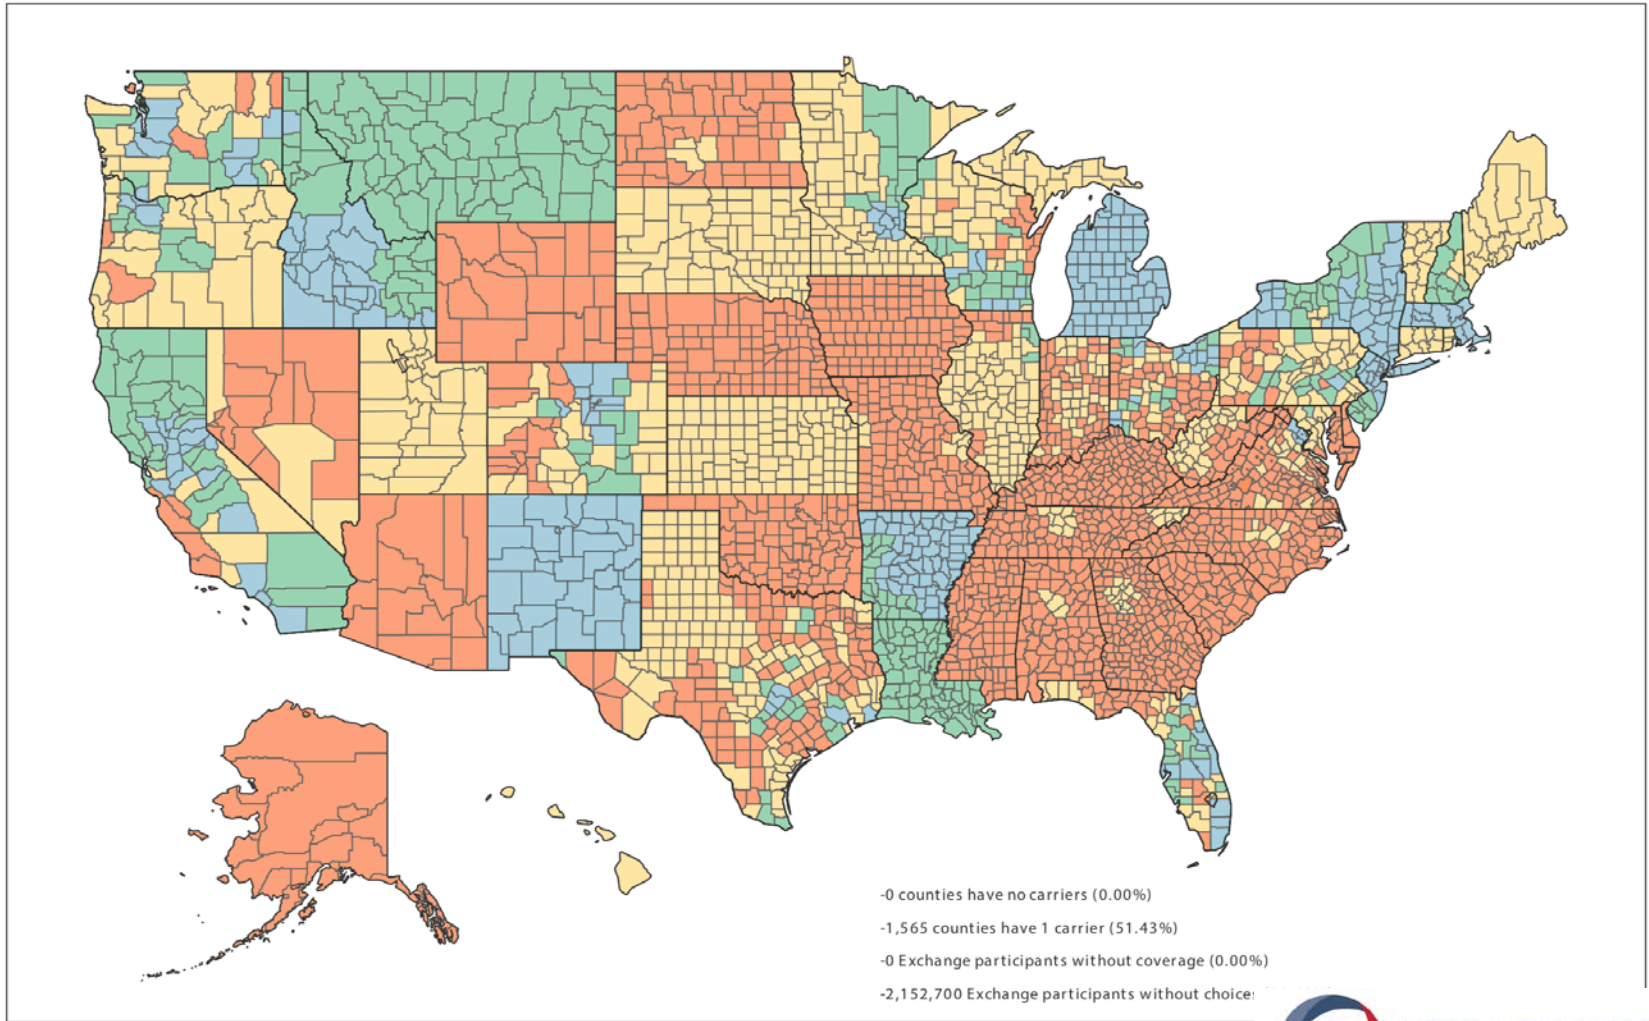 -0 counties have no carriers (0.00%)
-1,565 counties have 1 carrier (51.43%)
-0 Exchange participants without coverage (0.00%)
-2,152,700 Exchange participants without